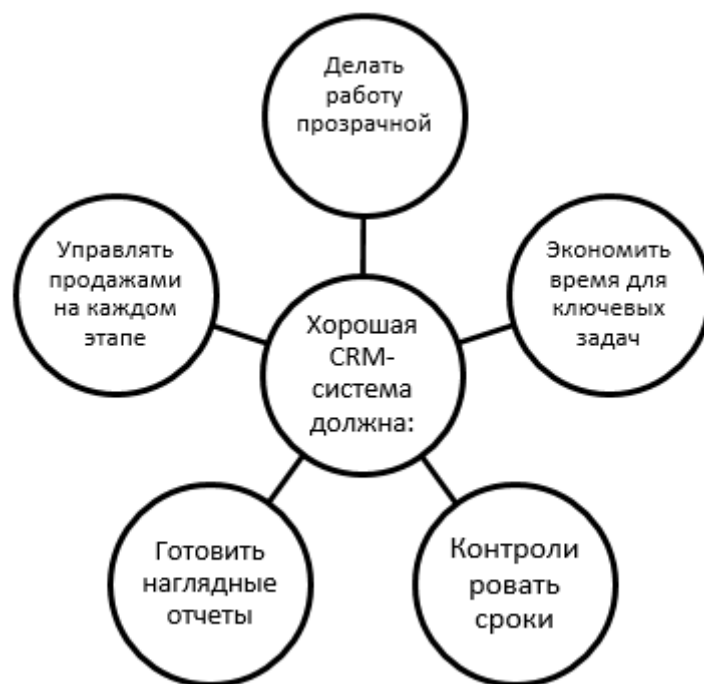 Делать
работу
прозрачной
Управлять
продажами
на каждом
этапе
Экономить
время для
ключевых
задач
Хорошая
CRM-
система
должна:
Готовить
наглядные
отчеты
Контроли
ровать
сроки